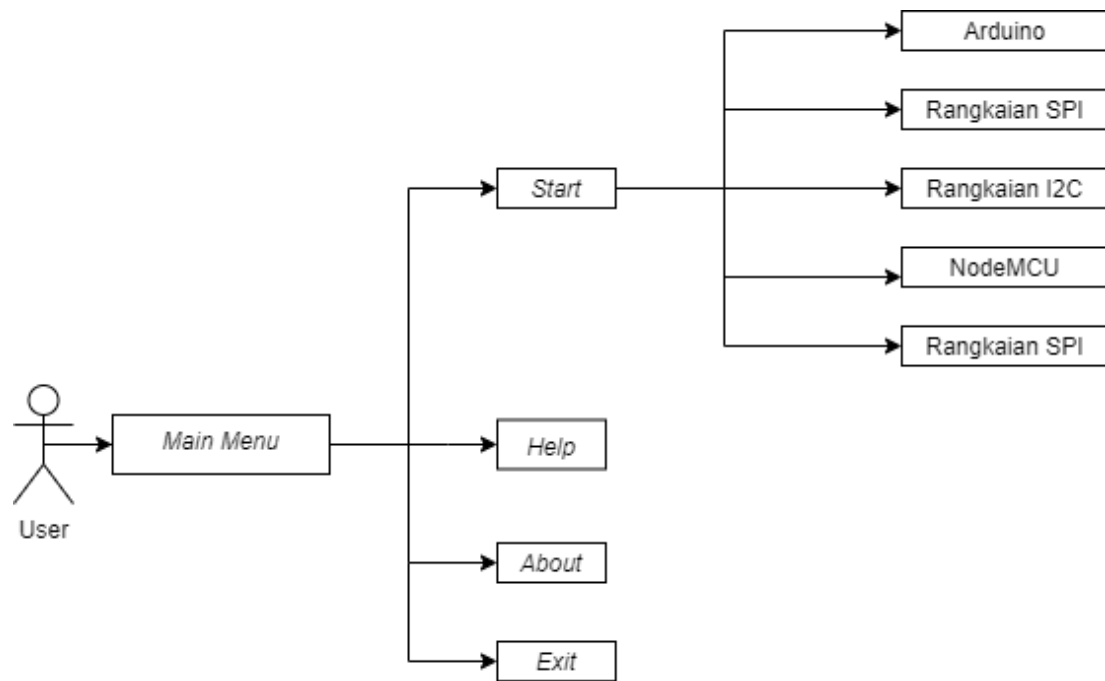 Arduino
Rangkaian SPI
Start
Rangkaian I2C
NodeMCU
Rangkaian SPI
Main Menu
Help
User
About
Exit